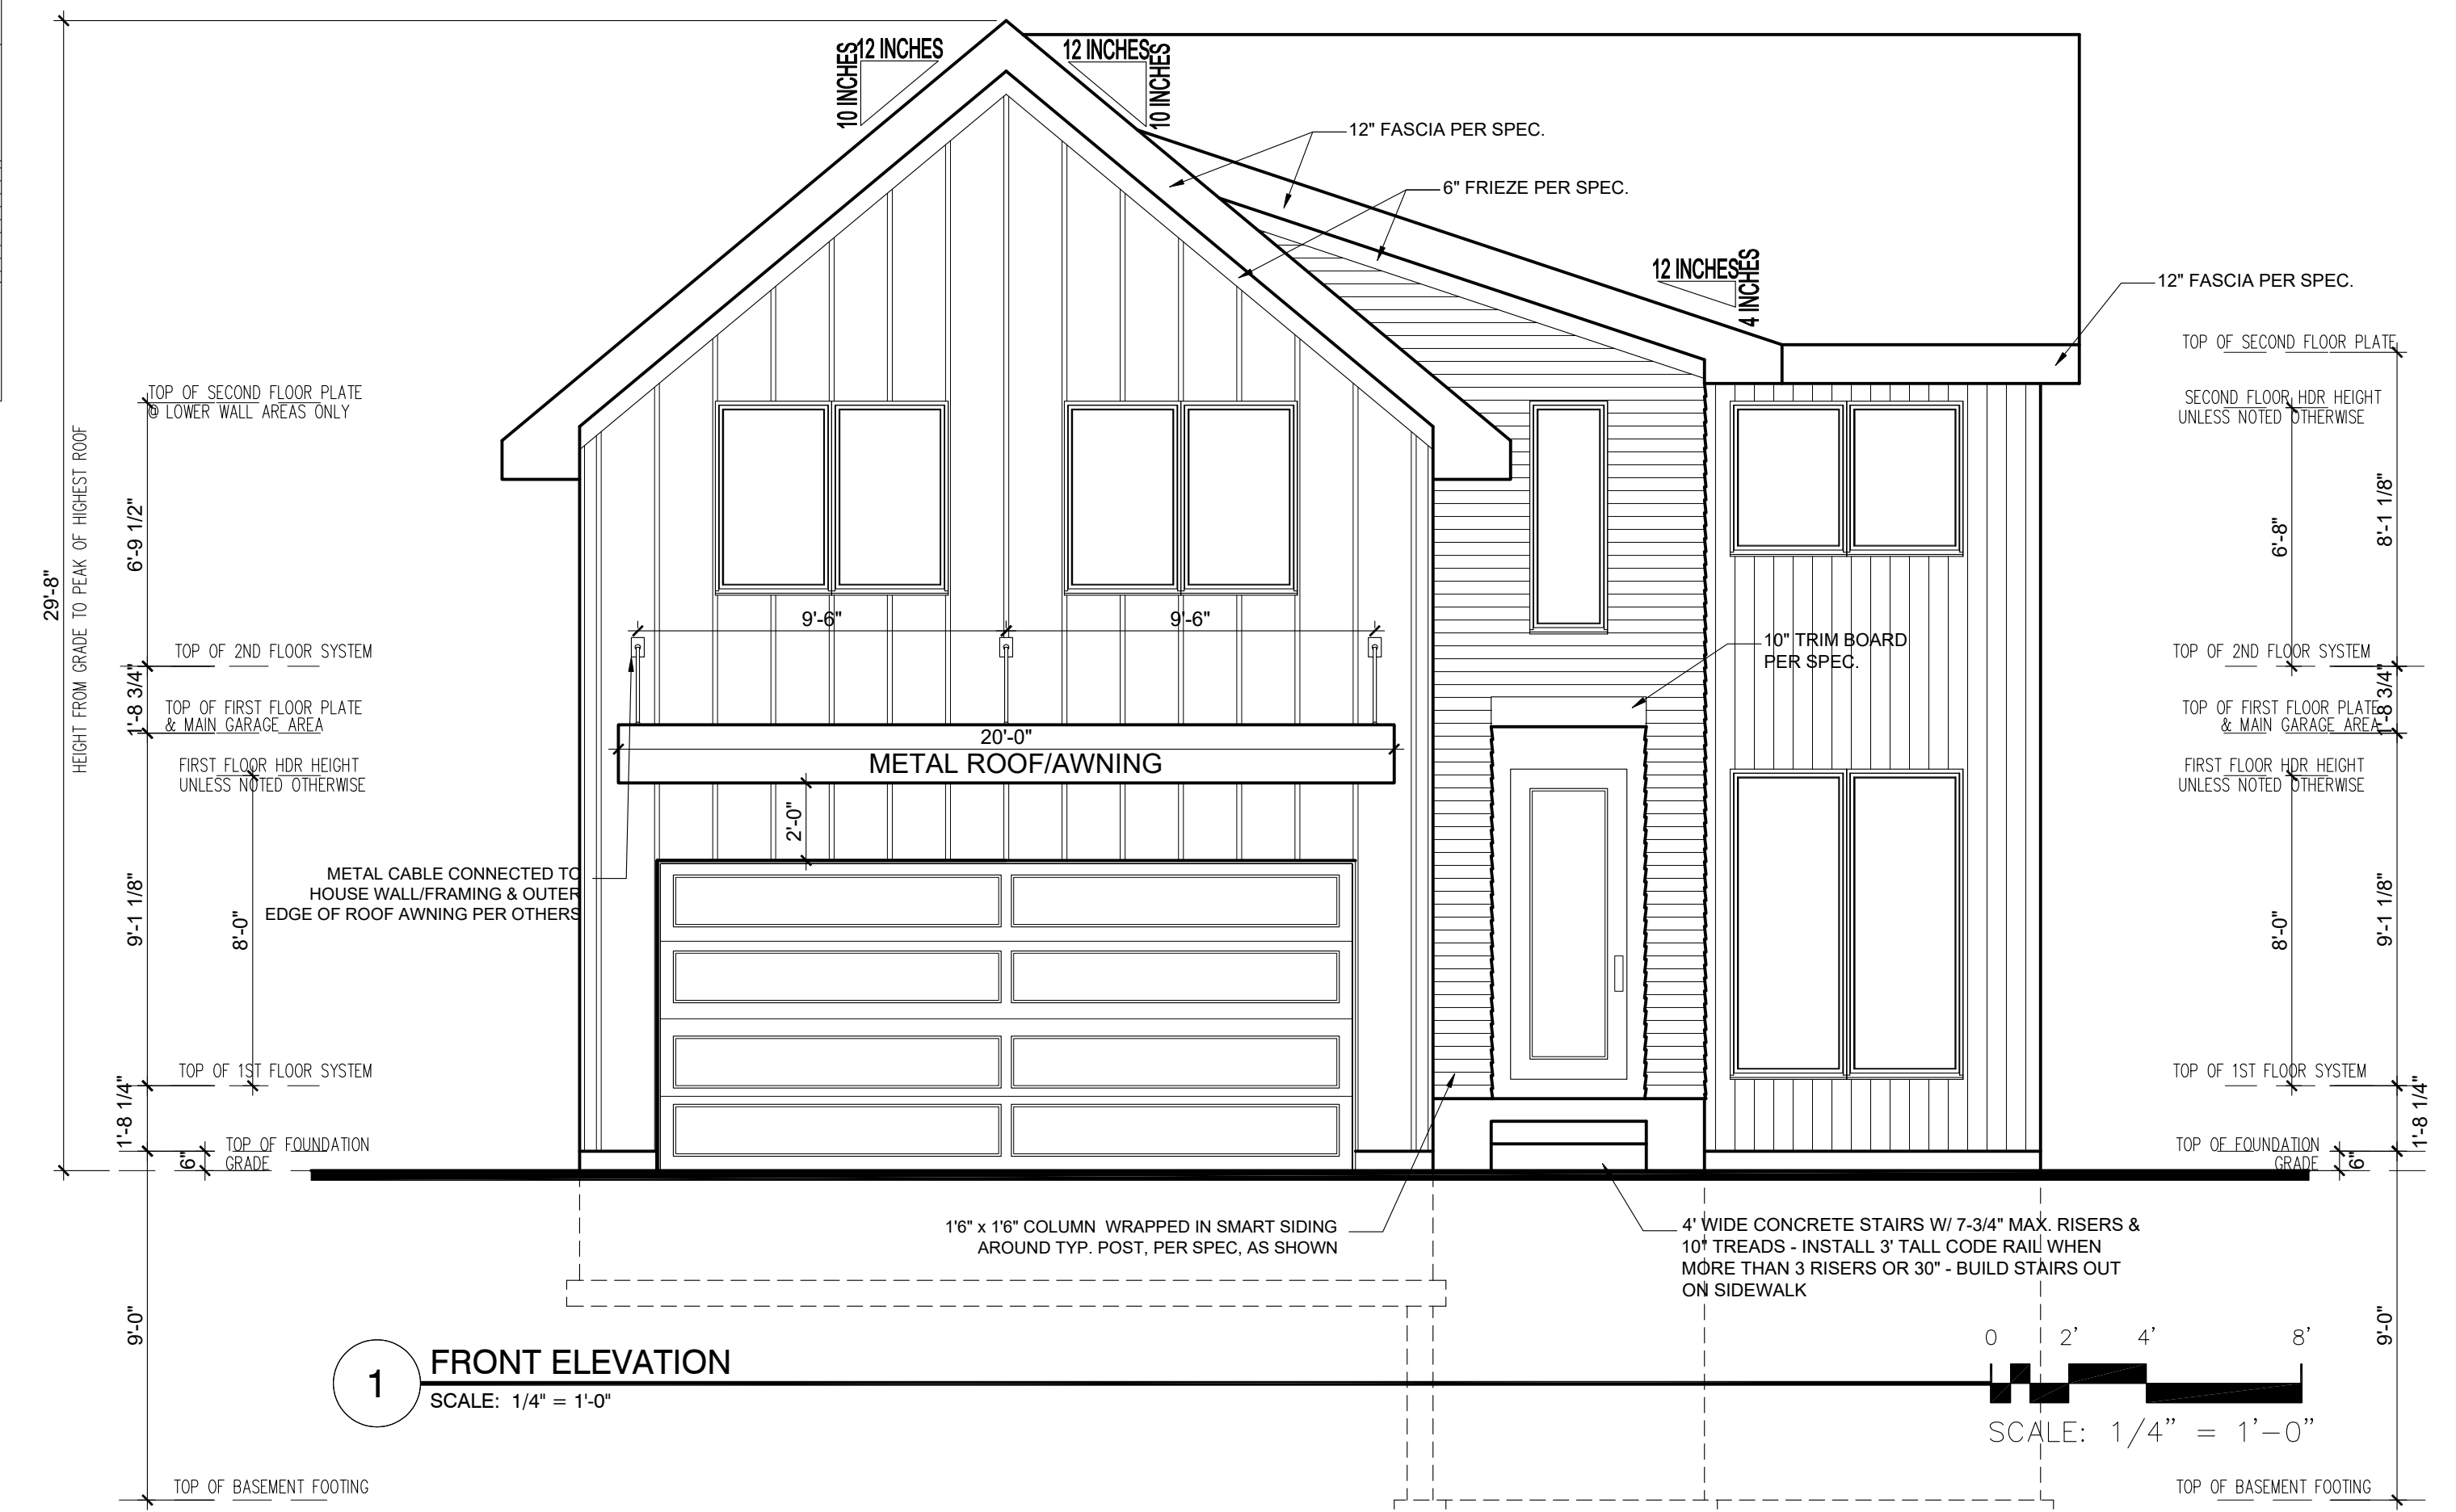 12 INCHES
10 INCHES
12 INCHES
10 INCHES
12" FASCIA PER SPEC.
6" FRIEZE PER SPEC.
12 INCHES
4 INCHES
12" FASCIA PER SPEC.
29'-8"
HEIGHT FROM GRADE TO PEAK OF HIGHEST ROOF
TOP OF SECOND FLOOR PLATE
@ LOWER WALL AREAS ONLY
6'-9 1/2"
TOP OF 2ND FLOOR SYSTEM
1'-8 3/4"
TOP OF FIRST FLOOR PLATE
& MAIN GARAGE AREA
FIRST FLOOR HDR HEIGHT
UNLESS NOTED OTHERWISE
9'-1 1/8"
8'-0"
TOP OF 1ST FLOOR SYSTEM
1'-8 1/4"
6"
TOP OF FOUNDATION
GRADE
9'-0"
TOP OF BASEMENT FOOTING
METAL CABLE CONNECTED TO
HOUSE WALL/FRAMING & OUTER
EDGE OF ROOF AWNING PER OTHERS
9'-6"
9'-6"
20'-0"
METAL ROOF/AWNING
2'-0"
10" TRIM BOARD
PER SPEC.
1'6" x 1'6" COLUMN WRAPPED IN SMART SIDING
AROUND TYP. POST, PER SPEC, AS SHOWN
4' WIDE CONCRETE STAIRS W/ 7-3/4" MAX. RISERS &
10" TREADS - INSTALL 3' TALL CODE RAIL WHEN
MORE THAN 3 RISERS OR 30" - BUILD STAIRS OUT
ON SIDEWALK
TOP OF SECOND FLOOR PLATE
SECOND FLOOR HDR HEIGHT
UNLESS NOTED OTHERWISE
6'-8"
8'-1 1/8"
TOP OF 2ND FLOOR SYSTEM
1'-8 3/4"
TOP OF FIRST FLOOR PLATE
& MAIN GARAGE AREA
FIRST FLOOR HDR HEIGHT
UNLESS NOTED OTHERWISE
8'-0"
9'-1 1/8"
TOP OF 1ST FLOOR SYSTEM
1'-8 1/4"
TOP OF FOUNDATION
GRADE
6"
9'-0"
TOP OF BASEMENT FOOTING
1
FRONT ELEVATION
SCALE: 1/4" = 1'-0"
0 2' 4' 8'
SCALE: 1/4" = 1'-0"